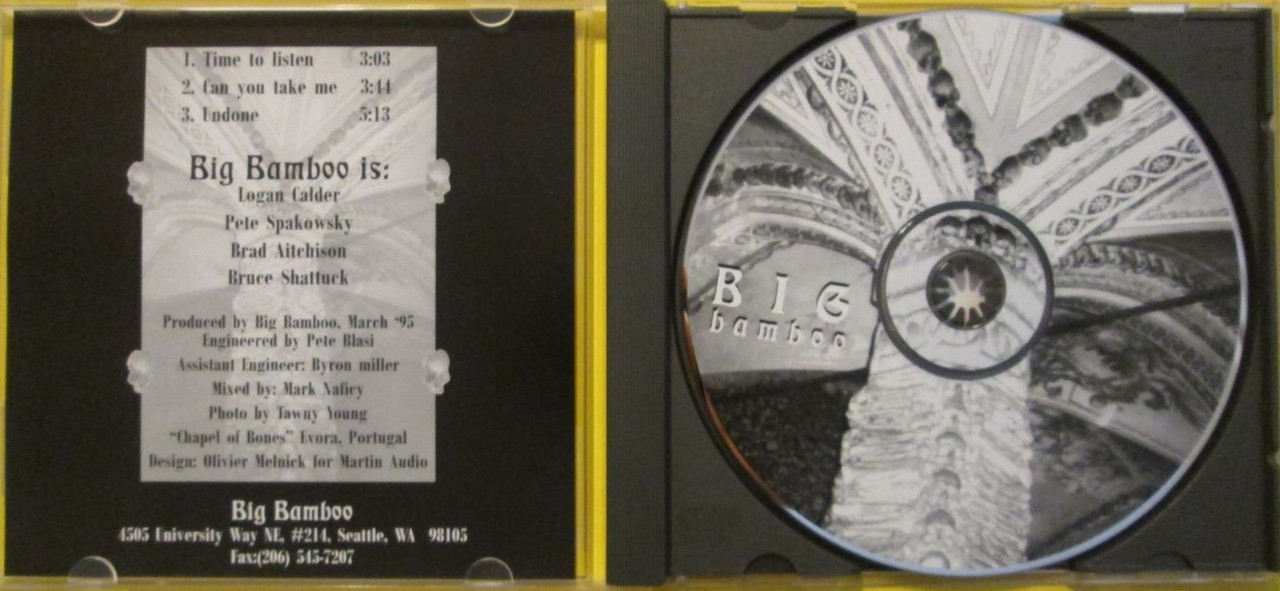 1. Time to listen 3:03
2. Can you take me 3:44
3. Undone 5:13
Big Bamboo is:
Logan Calder
Pete Spakowsky
Brad Aitchison
Bruce Shattuck
Produced by Big Bamboo, March ‘95
Engineered by Pete Blasi
Assistant Engineer: Byron miller
Mixed by: Mark Naficy
Photo by Tawny Young
“Chapel of Bones” Evora, Portugal
Design: Olivier Melnick for Martin Audio
Big Bamboo
4505 University Way NE, #214, Seattle, WA 98105
Fax:(206) 545-7207
BIG
bamboo